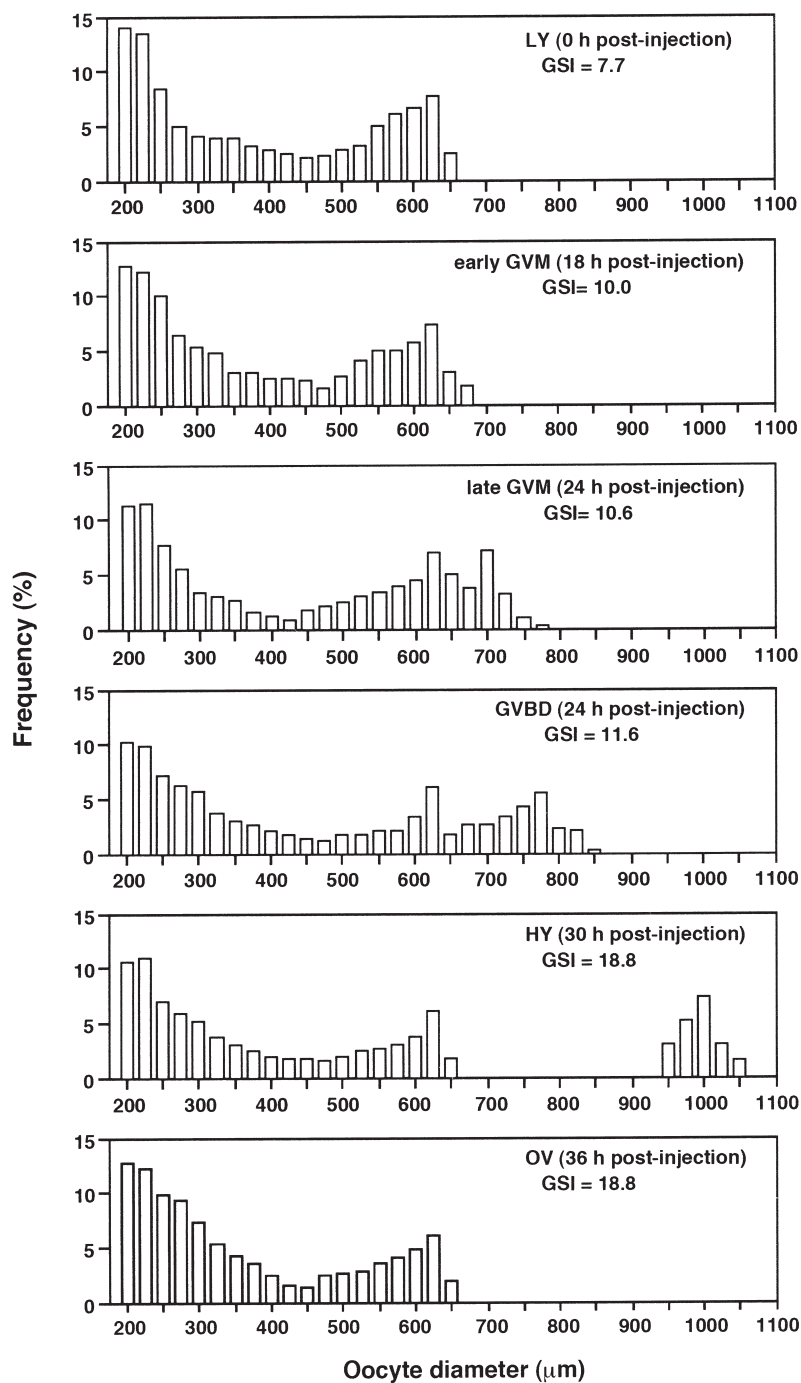 LY (0 h post-injection)
GSI = 7.7
15
10
5
0
200 300 400 500 600 700 800 900 1000 1100
early GVM (18 h post-injection)
GSI= 10.0
15
10
5
0
200 300 400 500 600 700 800 900 1000 1100
late GVM (24 h post-injection)
GSI= 10.6
15
10
5
0
200 300 400 500 600 700 800 900 1000 1100
GVBD (24 h post-injection)
GSI = 11.6
15
10
5
0
200 300 400 500 600 700 800 900 1000 1100
HY (30 h post-injection)
GSI = 18.8
15
10
5
0
200 300 400 500 600 700 800 900 1000 1100
OV (36 h post-injection)
GSI = 18.8
15
10
5
0
200 300 400 500 600 700 800 900 1000 1100
Frequency (%)
Oocyte diameter (μm)